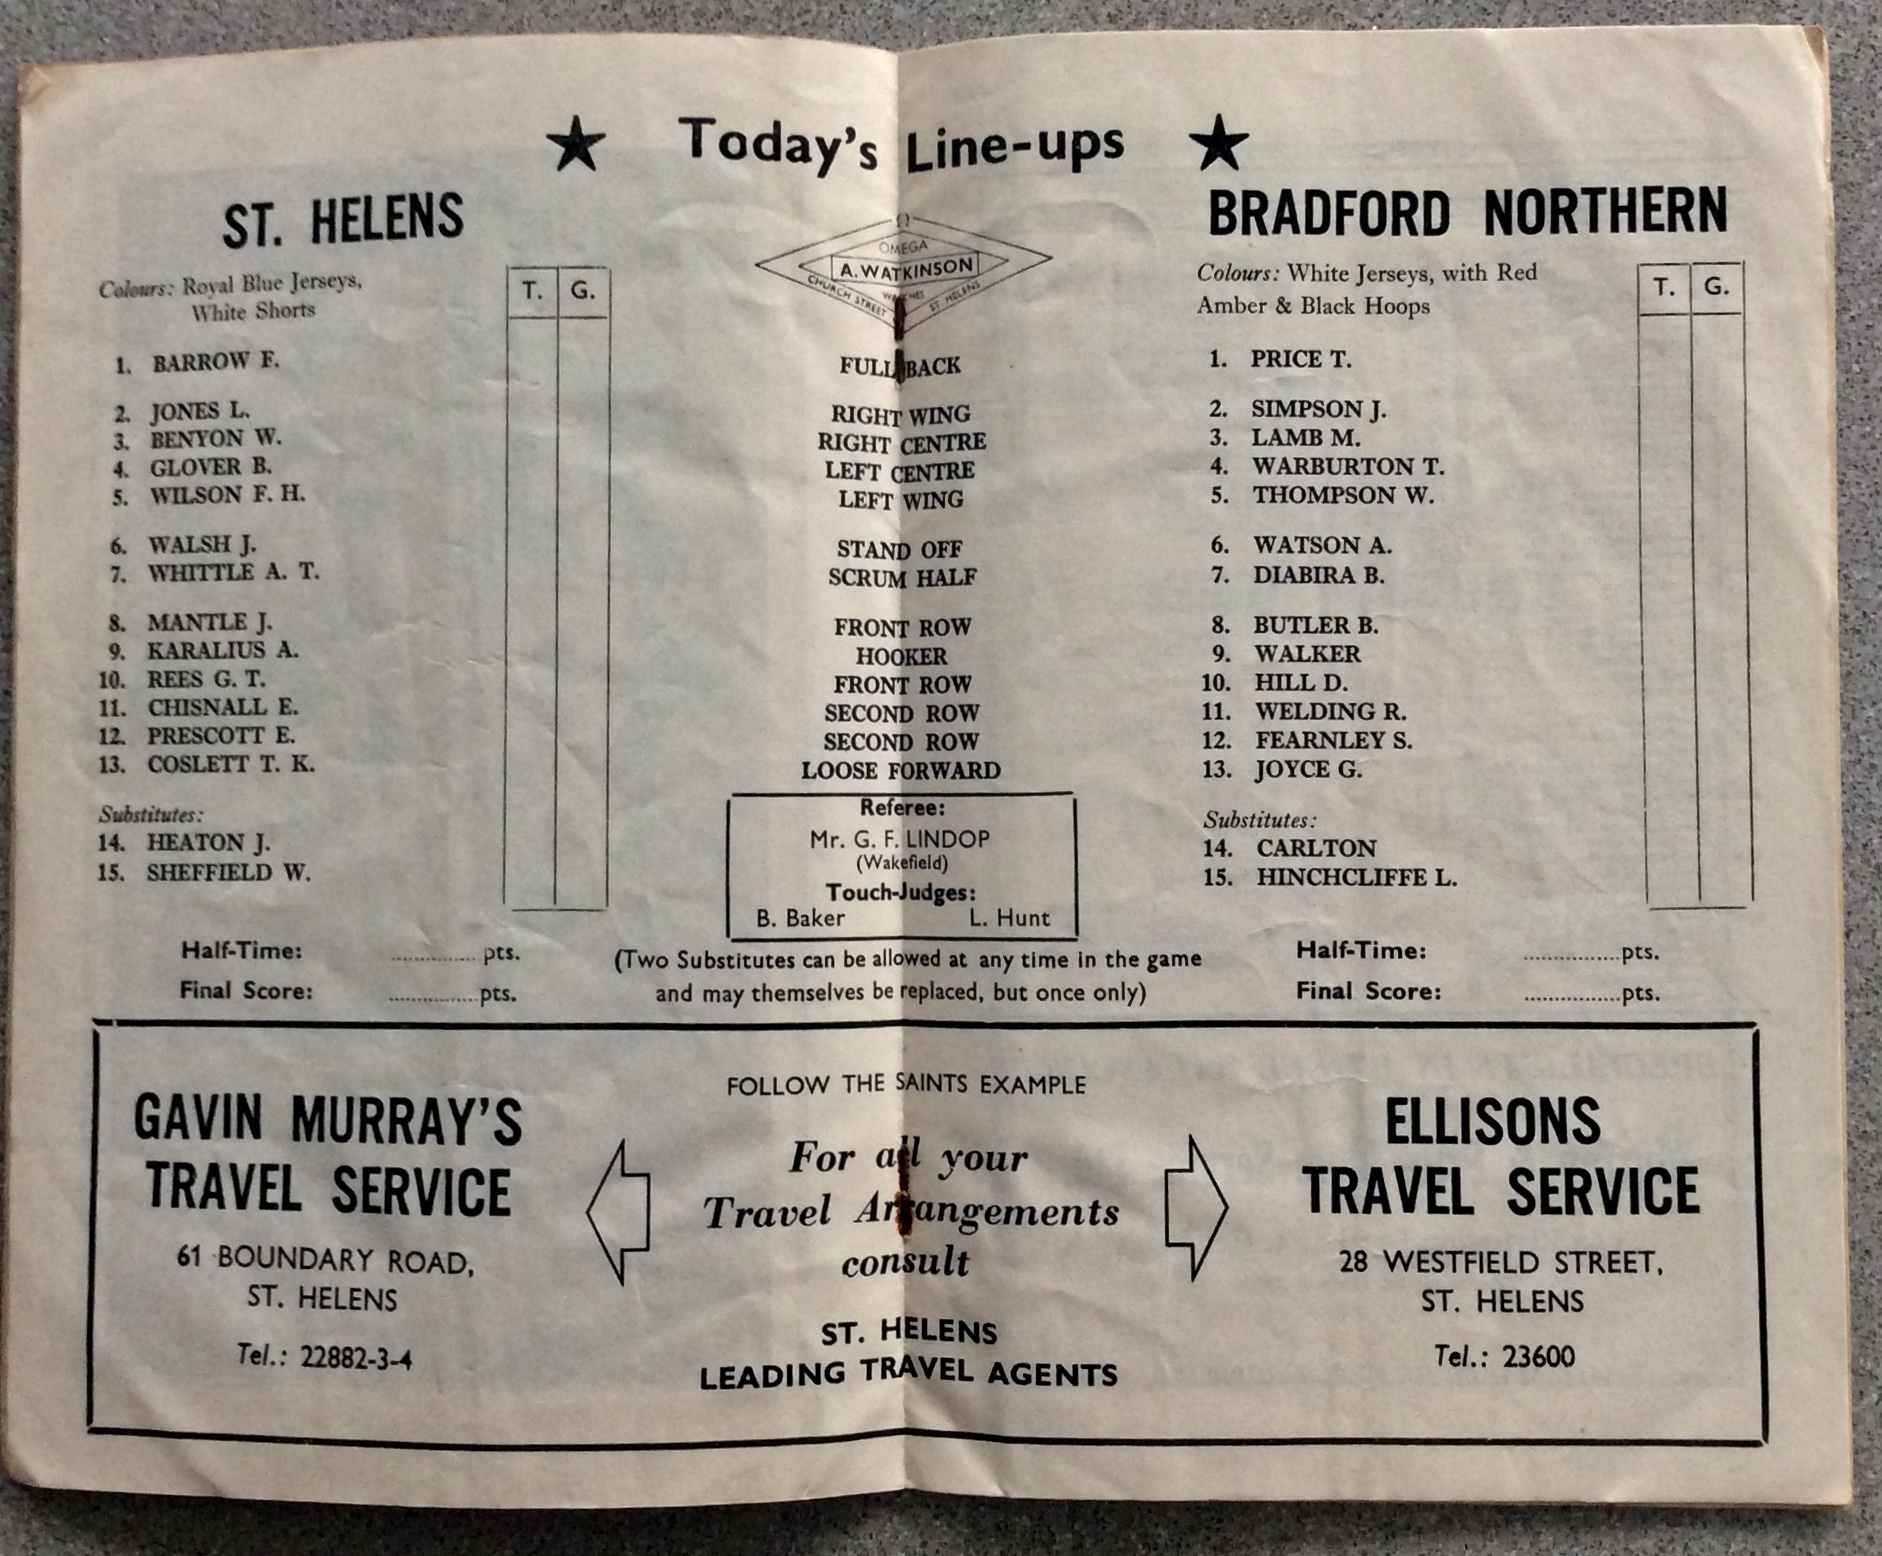 ★ Today's Line-ups ★
ST. HELENS
Colours: Royal Blue Jerseys,
White Shorts
T. G.
1. BARROW F.
2. JONES L.
3. BENYON W.
4. GLOVER B.
5. WILSON F. H.
6. WALSH J.
7. WHITTLE A. T.
8. MANTLE J.
9. KARALIUS A.
10. REES G. T.
11. CHISNALL E.
12. PRESCOTT E.
13. COSLETT T. K.
Substitutes:
14. HEATON J.
15. SHEFFIELD W.
Half-Time: ................ pts.
Final Score: ................ pts.
Ω
OMEGA
A. WATKINSON
WATCHES
CHURCH STREET ST. HELENS
FULL BACK
RIGHT WING
RIGHT CENTRE
LEFT CENTRE
LEFT WING
STAND OFF
SCRUM HALF
FRONT ROW
HOOKER
FRONT ROW
SECOND ROW
SECOND ROW
LOOSE FORWARD
Referee:
Mr. G. F. LINDOP
(Wakefield)
Touch-Judges:
B. Baker L. Hunt
(Two Substitutes can be allowed at any time in the game
and may themselves be replaced, but once only)
BRADFORD NORTHERN
Colours: White Jerseys, with Red
Amber & Black Hoops
T. G.
1. PRICE T.
2. SIMPSON J.
3. LAMB M.
4. WARBURTON T.
5. THOMPSON W.
6. WATSON A.
7. DIABIRA B.
8. BUTLER B.
9. WALKER
10. HILL D.
11. WELDING R.
12. FEARNLEY S.
13. JOYCE G.
Substitutes:
14. CARLTON
15. HINCHCLIFFE L.
Half-Time: ................ pts.
Final Score: ................ pts.
GAVIN MURRAY'S
TRAVEL SERVICE
61 BOUNDARY ROAD,
ST. HELENS
Tel.: 22882-3-4
FOLLOW THE SAINTS EXAMPLE
For all your
Travel Arrangements
consult
ST. HELENS
LEADING TRAVEL AGENTS
ELLISONS
TRAVEL SERVICE
28 WESTFIELD STREET,
ST. HELENS
Tel.: 23600